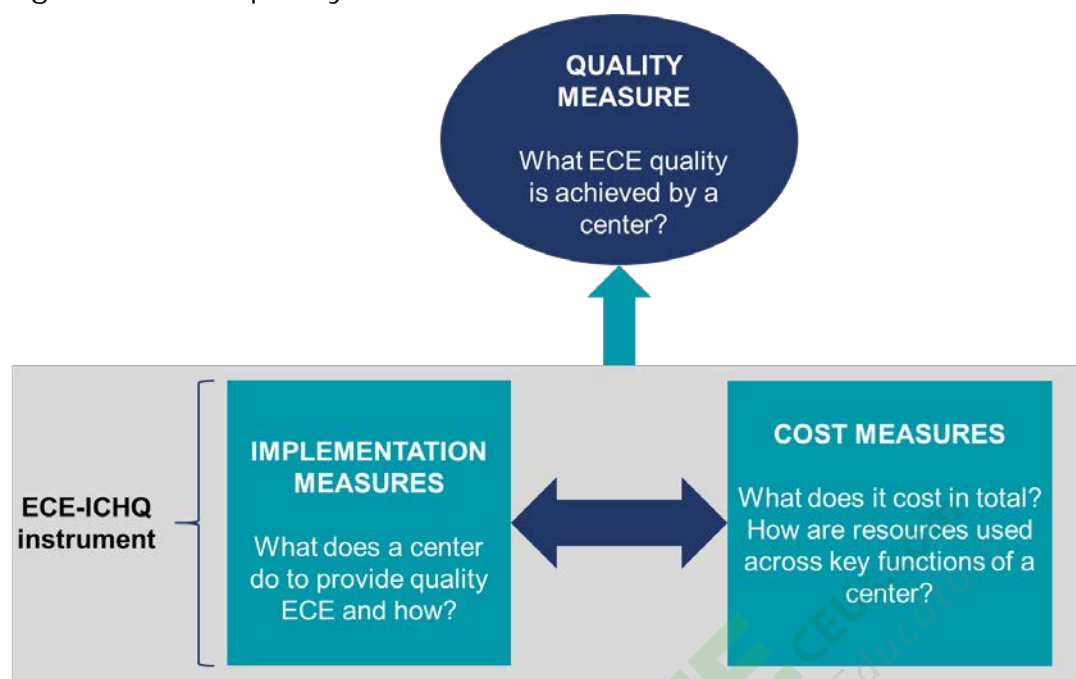 QUALITY
MEASURE
What ECE quality
is achieved by a
center?
ECE-ICHQ
instrument
IMPLEMENTATION
MEASURES
What does a center
do to provide quality
ECE and how?
COST MEASURES
What does it cost in total?
How are resources used
across key functions of a
center?